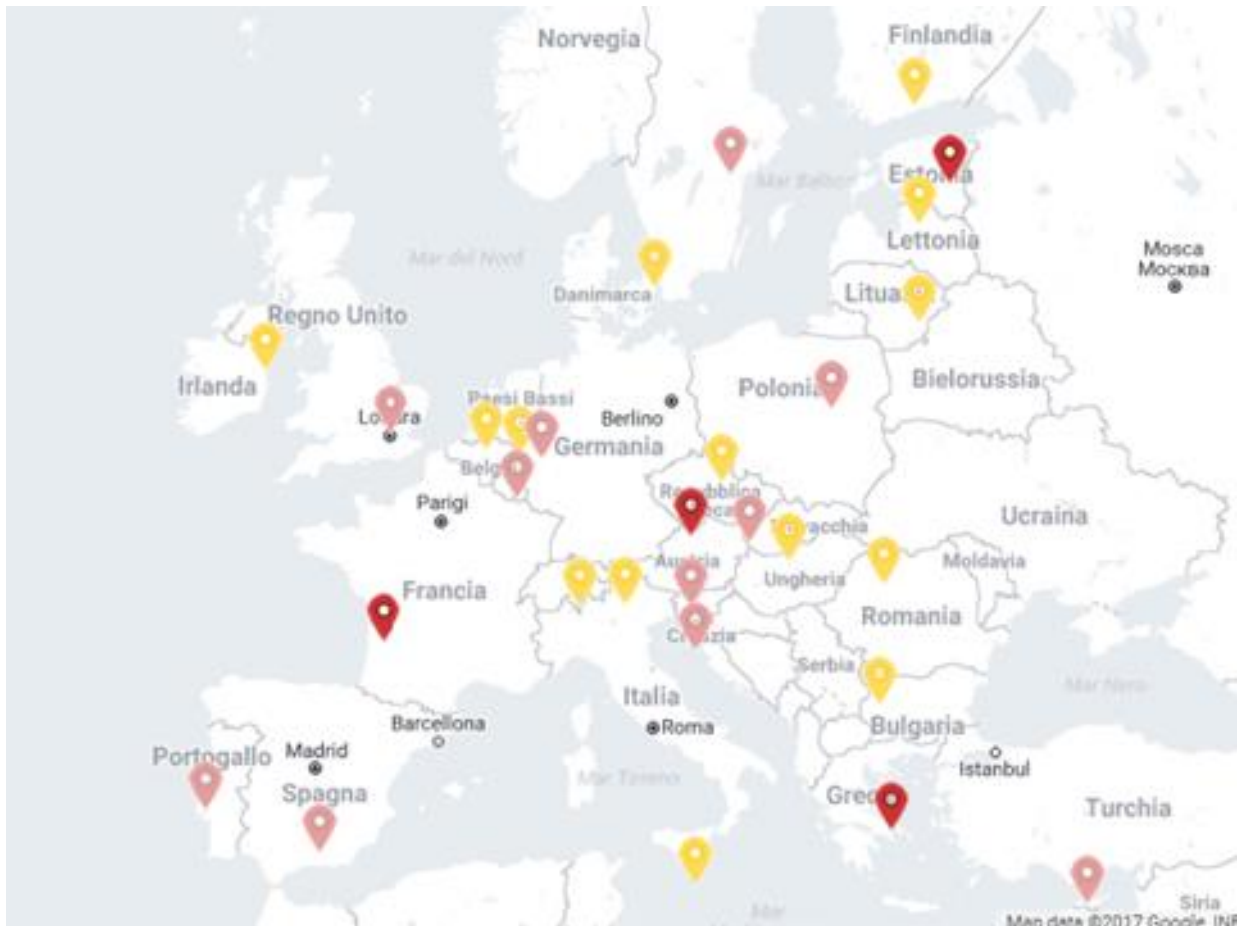 Norvegia
Finlandia
Estonia
Mar Baltico
Lettonia
Mosca
Москва
Mar del Nord
Danimarca
Lituania
Regno Unito
Irlanda
Polonia
Bielorussia
Paesi Bassi
Londra
Berlino
Germania
Belgio
Parigi
Repubblica
Ceca
Slovacchia
Ucraina
Austria
Ungheria
Moldavia
Francia
Romania
Croazia
Serbia
Mar Nero
Italia
Barcellona
Roma
Bulgaria
Portogallo
Madrid
Istanbul
Mar Tirreno
Spagna
Grecia
Turchia
Siria
Mar
Map data ©2017 Google, INE